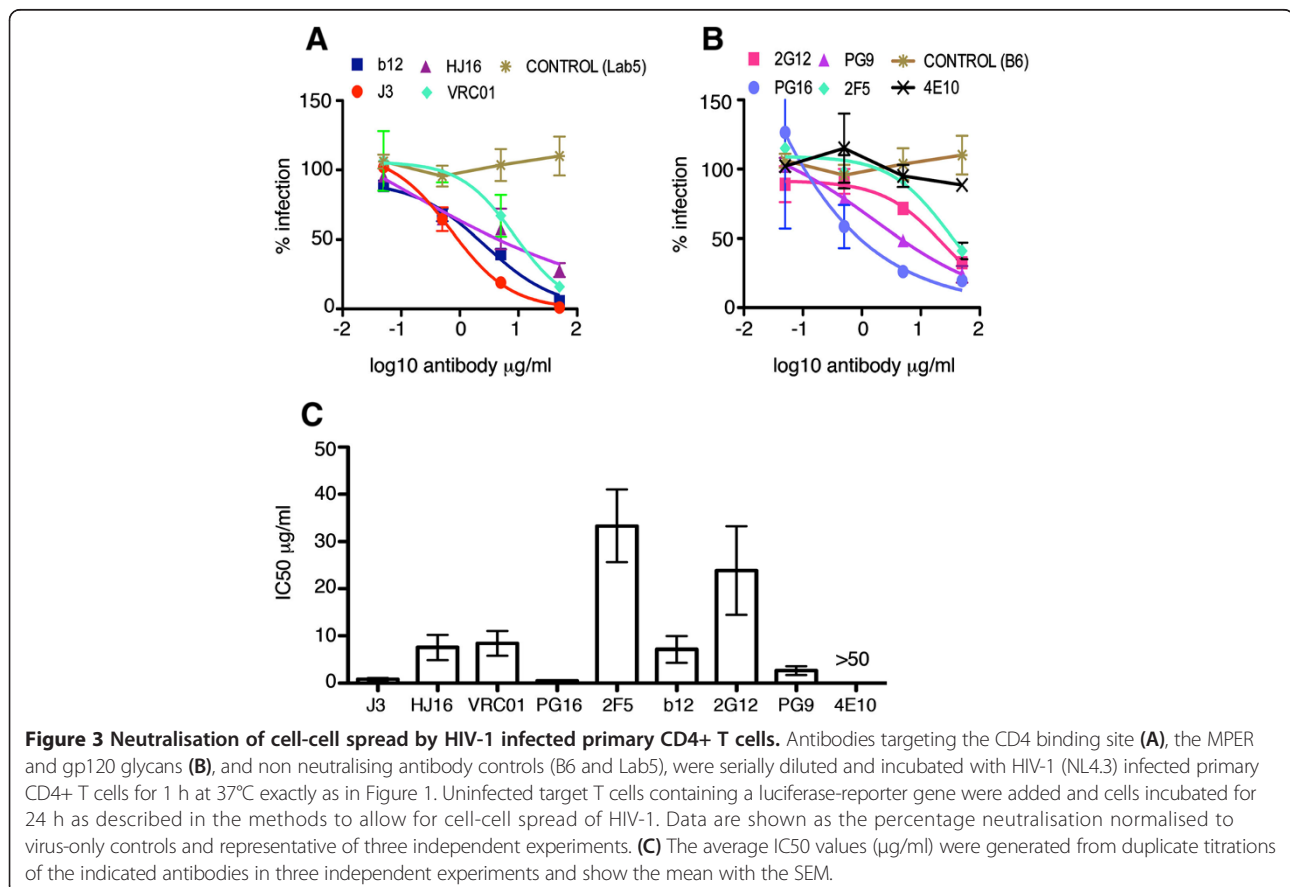 A
b12 HJ16 CONTROL (Lab5)
J3 VRC01
150
100
50
0
% infection
-2 -1 0 1 2
log10 antibody μg/ml
B
2G12 PG9 CONTROL (B6)
PG16 2F5 4E10
150
100
50
0
% infection
-2 -1 0 1 2
log10 antibody μg/ml
C
50
40
30
20
10
0
IC50 μg/ml
>50
J3 HJ16 VRC01 PG16 2F5 b12 2G12 PG9 4E10
Figure 3 Neutralisation of cell-cell spread by HIV-1 infected primary CD4+ T cells. Antibodies targeting the CD4 binding site (A), the MPER
and gp120 glycans (B), and non neutralising antibody controls (B6 and Lab5), were serially diluted and incubated with HIV-1 (NL4.3) infected primary
CD4+ T cells for 1 h at 37°C exactly as in Figure 1. Uninfected target T cells containing a luciferase-reporter gene were added and cells incubated for
24 h as described in the methods to allow for cell-cell spread of HIV-1. Data are shown as the percentage neutralisation normalised to
virus-only controls and representative of three independent experiments. (C) The average IC50 values (μg/ml) were generated from duplicate titrations
of the indicated antibodies in three independent experiments and show the mean with the SEM.